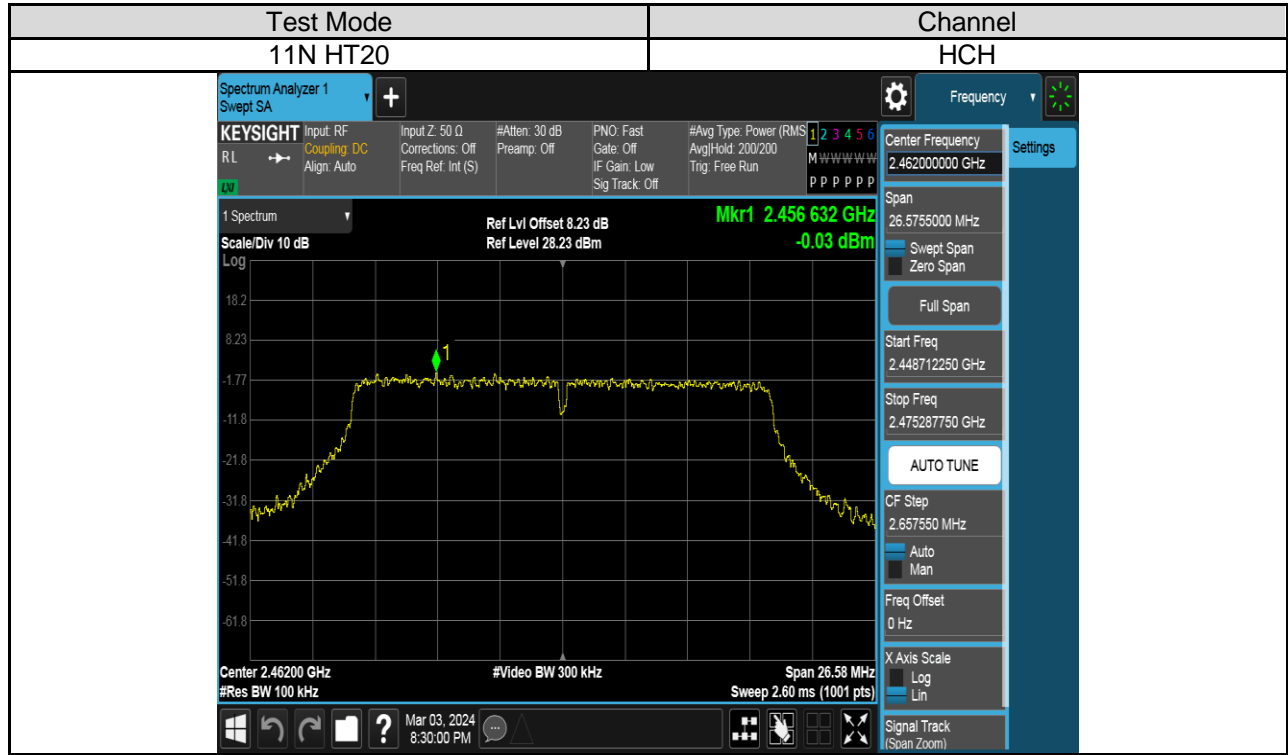 Test Mode Channel
11N HT20 HCH
Spectrum Analyzer 1
Swept SA
Frequency
KEYSIGHT Input: RF Input Z: 50 Ω #Atten: 30 dB PNO: Fast #Avg Type: Power (RMS 1 2 3 4 5 6
RL Coupling: DC Corrections: Off Preamp: Off Gate: Off Avg|Hold: 200/200 M W W W W W
Align: Auto Freq Ref: Int (S) IF Gain: Low Trig: Free Run
Sig Track: Off P P P P P P
LXI
1 Spectrum
Ref Lvl Offset 8.23 dB Mkr1 2.456 632 GHz
Scale/Div 10 dB Ref Level 28.23 dBm -0.03 dBm
Log
18.2
8.23
1
-1.77
-11.8
-21.8
-31.8
-41.8
-51.8
-61.8
Center 2.46200 GHz #Video BW 300 kHz Span 26.58 MHz
#Res BW 100 kHz Sweep 2.60 ms (1001 pts)
? Mar 03, 2024
8:30:00 PM
Center Frequency
2.462000000 GHz
Settings
Span
26.5755000 MHz
Swept Span
Zero Span
Full Span
Start Freq
2.448712250 GHz
Stop Freq
2.475287750 GHz
AUTO TUNE
CF Step
2.657550 MHz
Auto
Man
Freq Offset
0 Hz
X Axis Scale
Log
Lin
Signal Track
(Span Zoom)